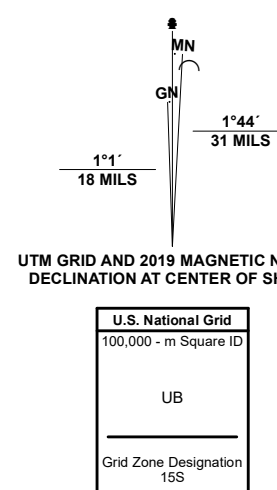 MN
GN
1°44´
31 MILS
1°1´
18 MILS
UTM GRID AND 2019 MAGNETIC N
DECLINATION AT CENTER OF SH
U.S. National Grid
100,000 - m Square ID
UB
Grid Zone Designation
15S